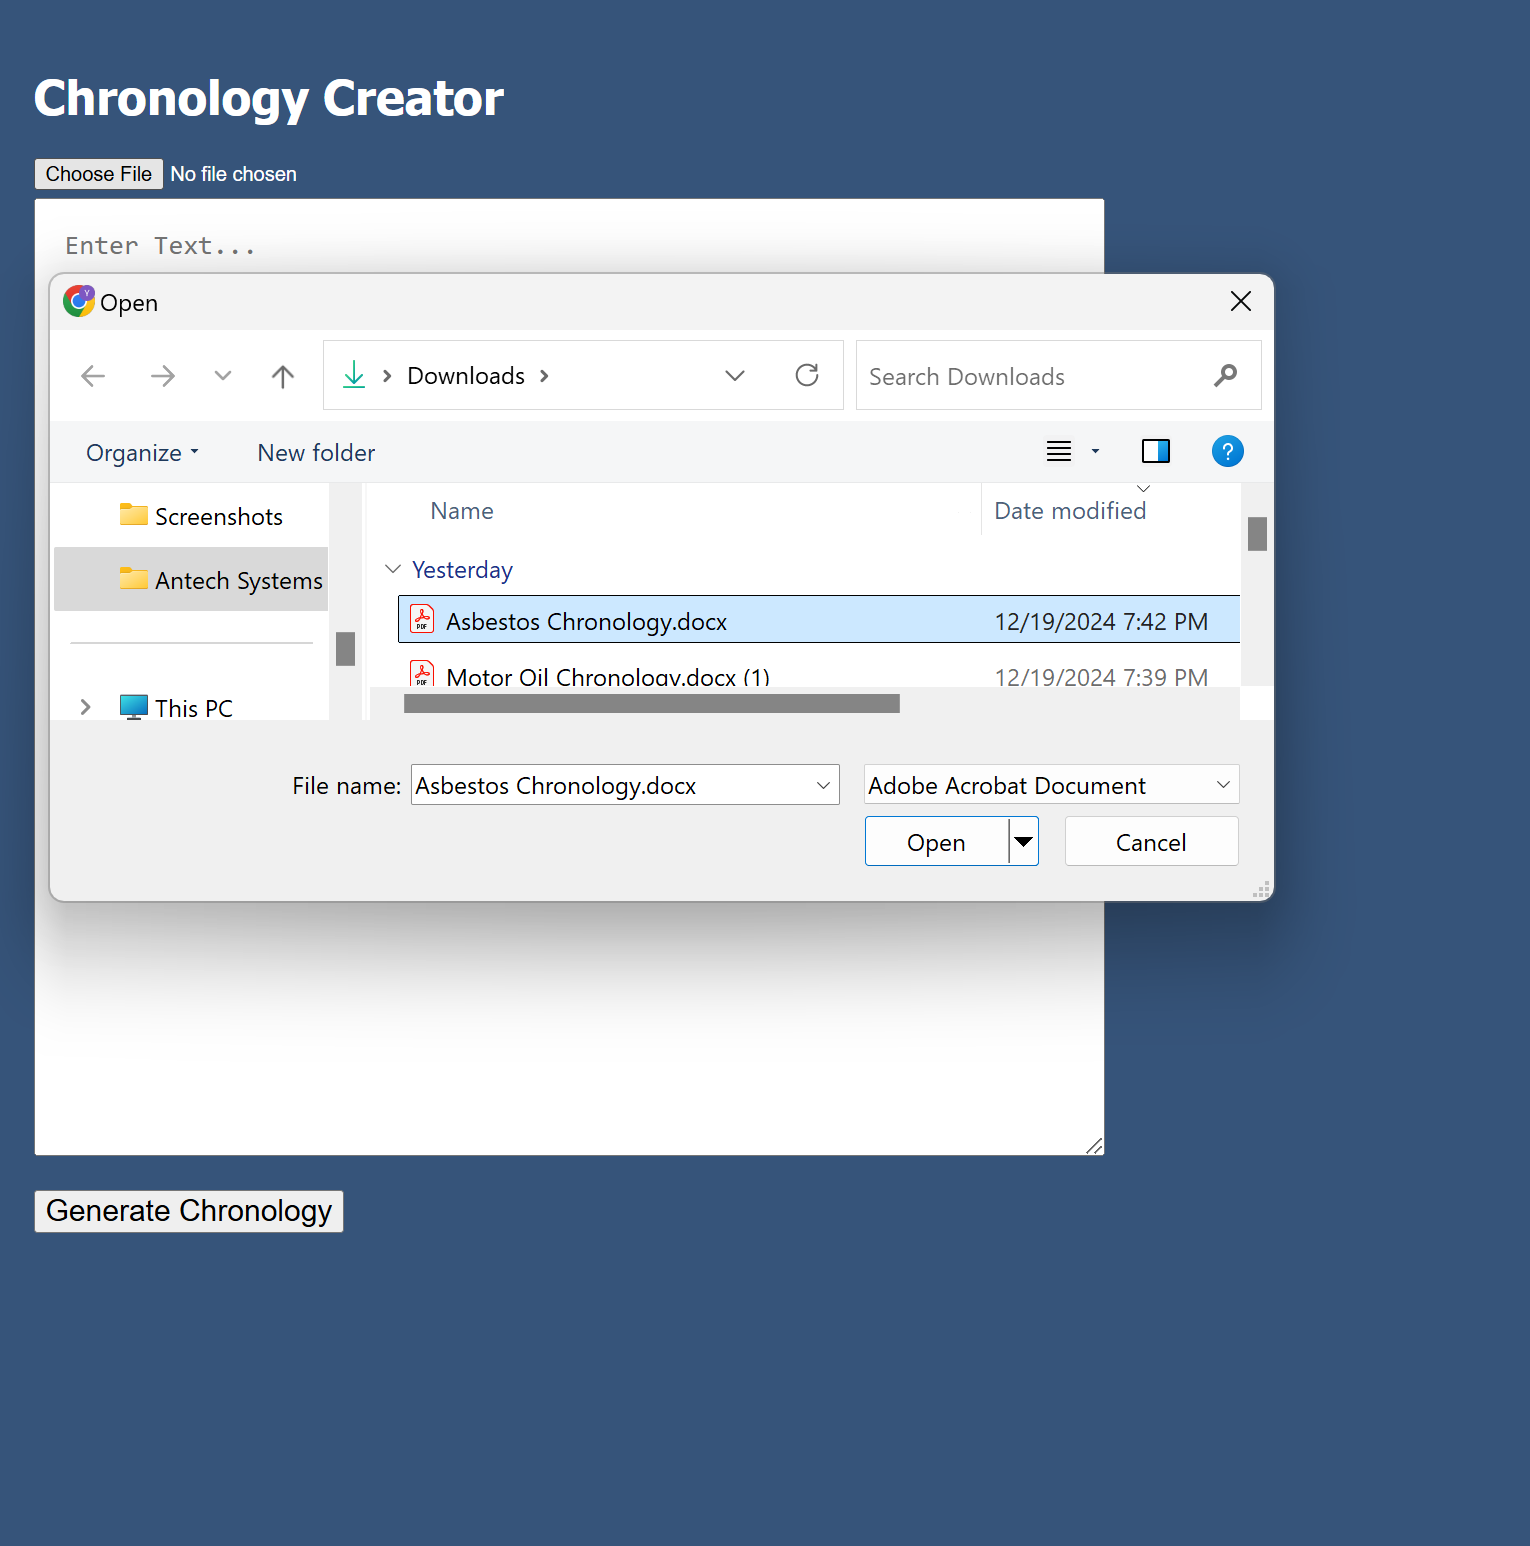 Chronology Creator
Choose File No file chosen
Enter Text...
Y Open
Downloads
Search Downloads
Organize New folder
?
Screenshots
Antech Systems
This PC
Name Date modified
Yesterday
PDF Asbestos Chronology.docx 12/19/2024 7:42 PM
PDF Motor Oil Chronology.docx (1) 12/19/2024 7:39 PM
File name: Asbestos Chronology.docx Adobe Acrobat Document
Open Cancel
Generate Chronology